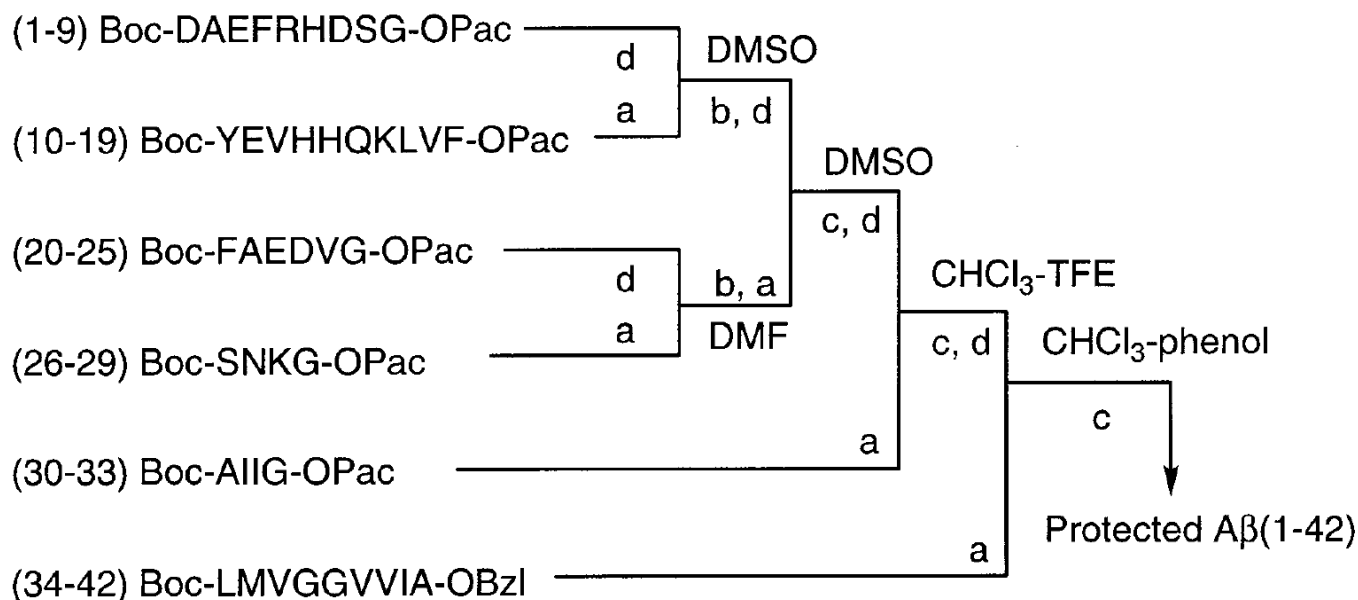 (1-9) Boc-DAEFRHDSG-OPac
d
DMSO
a
b, d
(10-19) Boc-YEVHHQKLVF-OPac
DMSO
c, d
(20-25) Boc-FAEDVG-OPac
d
b, a
CHCl₃-TFE
a
DMF
c, d
CHCl₃-phenol
(26-29) Boc-SNKG-OPac
c
a
(30-33) Boc-AIIG-OPac
Protected Aβ(1-42)
a
(34-42) Boc-LMVGGVVIA-OBzl